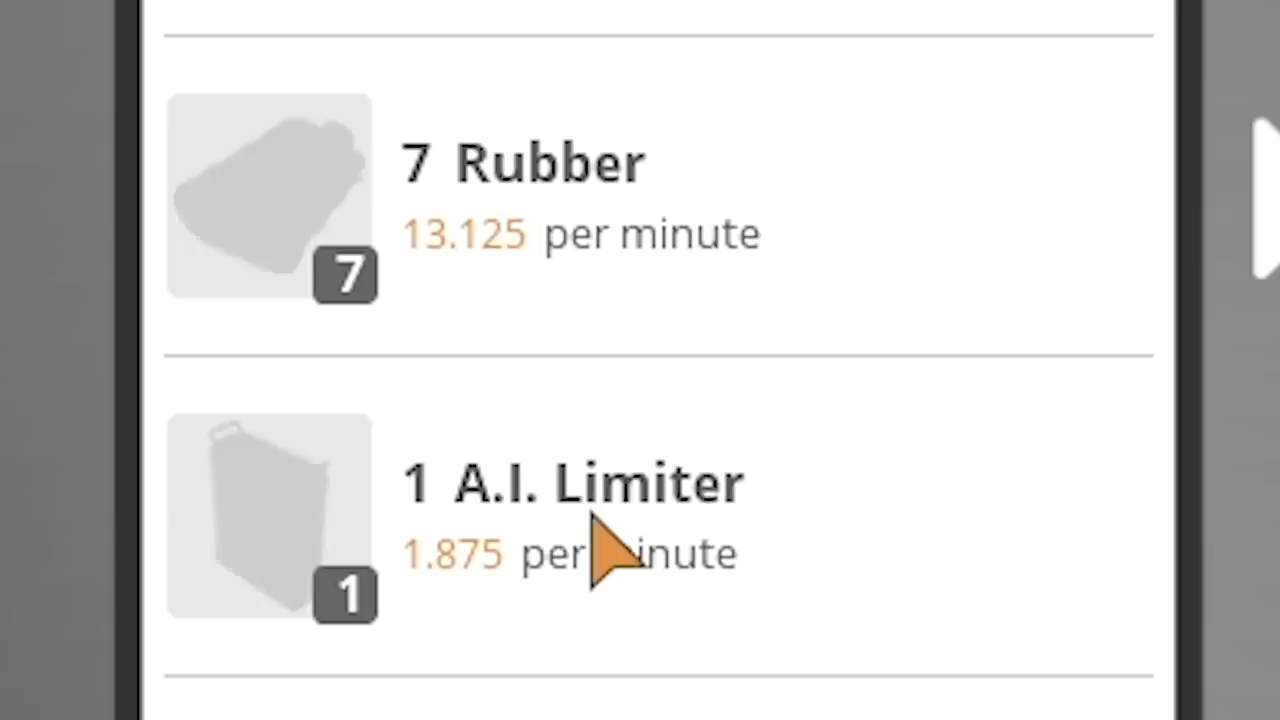 7 Rubber
13.125 per minute
7
1 A.I. Limiter
1.875 per minute
1